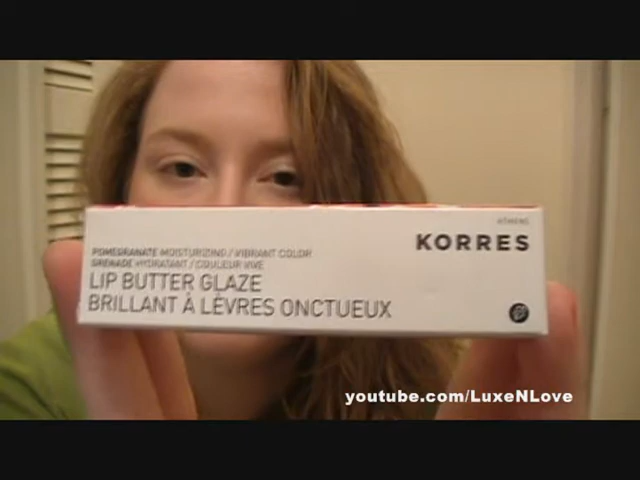 ATHENS
KORRES
POMEGRANATE MOISTURIZING / VIBRANT COLOR
GRENADE HYDRATANT / COULEUR VIVE
LIP BUTTER GLAZE
BRILLANT À LÈVRES ONCTUEUX
youtube.com/LuxeNLove